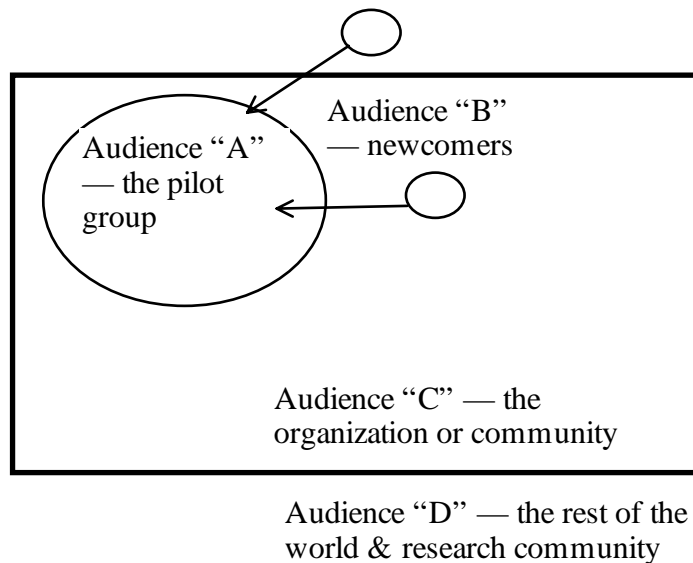 Audience “B”
— newcomers
Audience “A”
— the pilot
group
Audience “C” — the
organization or community
Audience “D” — the rest of the
world & research community